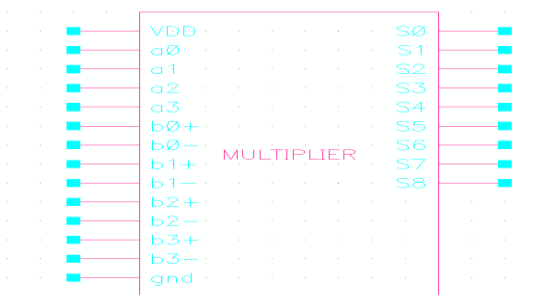 VDD
a0
a1
a2
a3
b0+
b0-
b1+
b1-
b2+
b2-
b3+
b3-
gnd
MULTIPLIER
S0
S1
S2
S3
S4
S5
S6
S7
S8